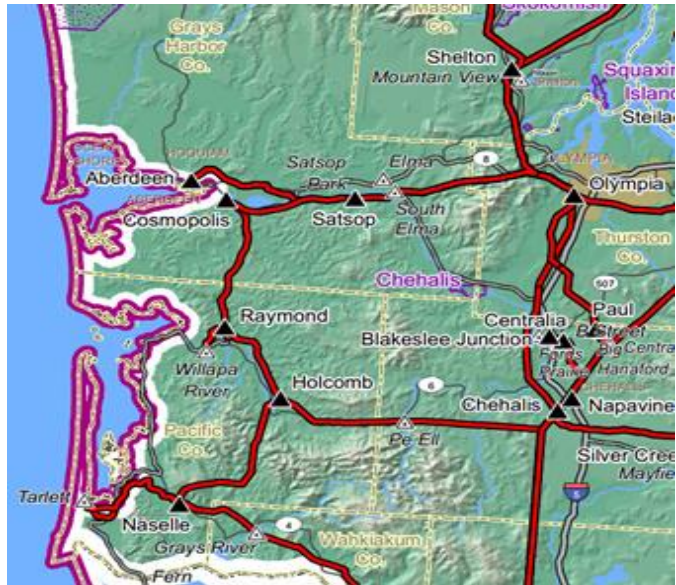 Skokomish
Mason
Co.
Grays
Harbor
Co.
Shelton
Mountain View
Squaxin
Island
Steilac
HOQUIAM
Satsop
Park
Elma
8
OLYMPIA
Aberdeen
ABERDEEN
Cosmopolis
Satsop
South
Elma
Olympia
Thurston
Co.
Chehalis
507
Paul
Raymond
Centralia
Blakeslee Junction
Fords
Prairie
Big
Hanaford
Central
Willapa
River
Holcomb
6
Chehalis
Napavine
Pacific
Co.
Pe Ell
Silver Cree
Mayfie
5
Tarlett
Naselle
4
Grays River
Wahkiakum
Co.
Fern